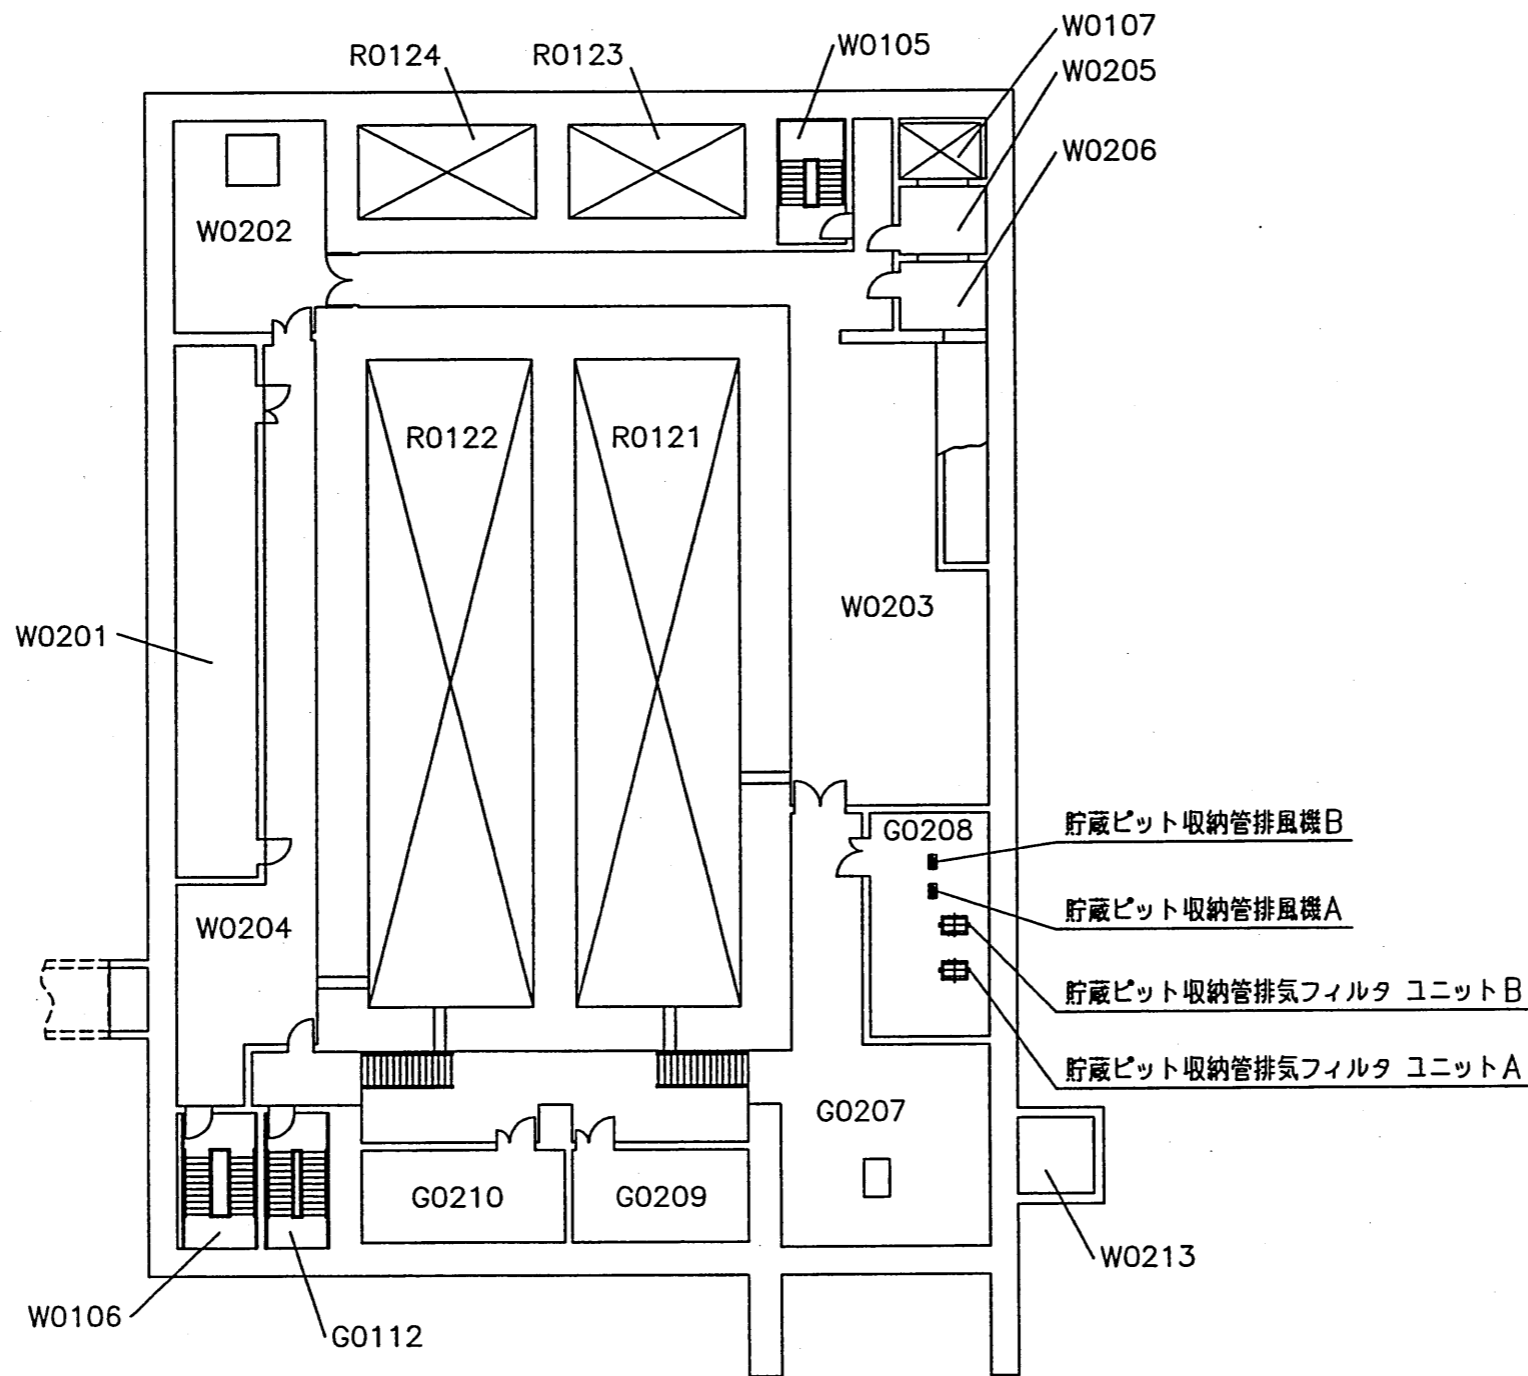 W0107
W0105
R0124
R0123
W0205
W0206
W0202
R0122
R0121
W0203
W0201
貯蔵ピット収納管排風機B
G0208
貯蔵ピット収納管排風機A
W0204
貯蔵ピット収納管排気フィルタ ユニットB
貯蔵ピット収納管排気フィルタ ユニットA
G0207
G0210
G0209
W0213
W0106
G0112